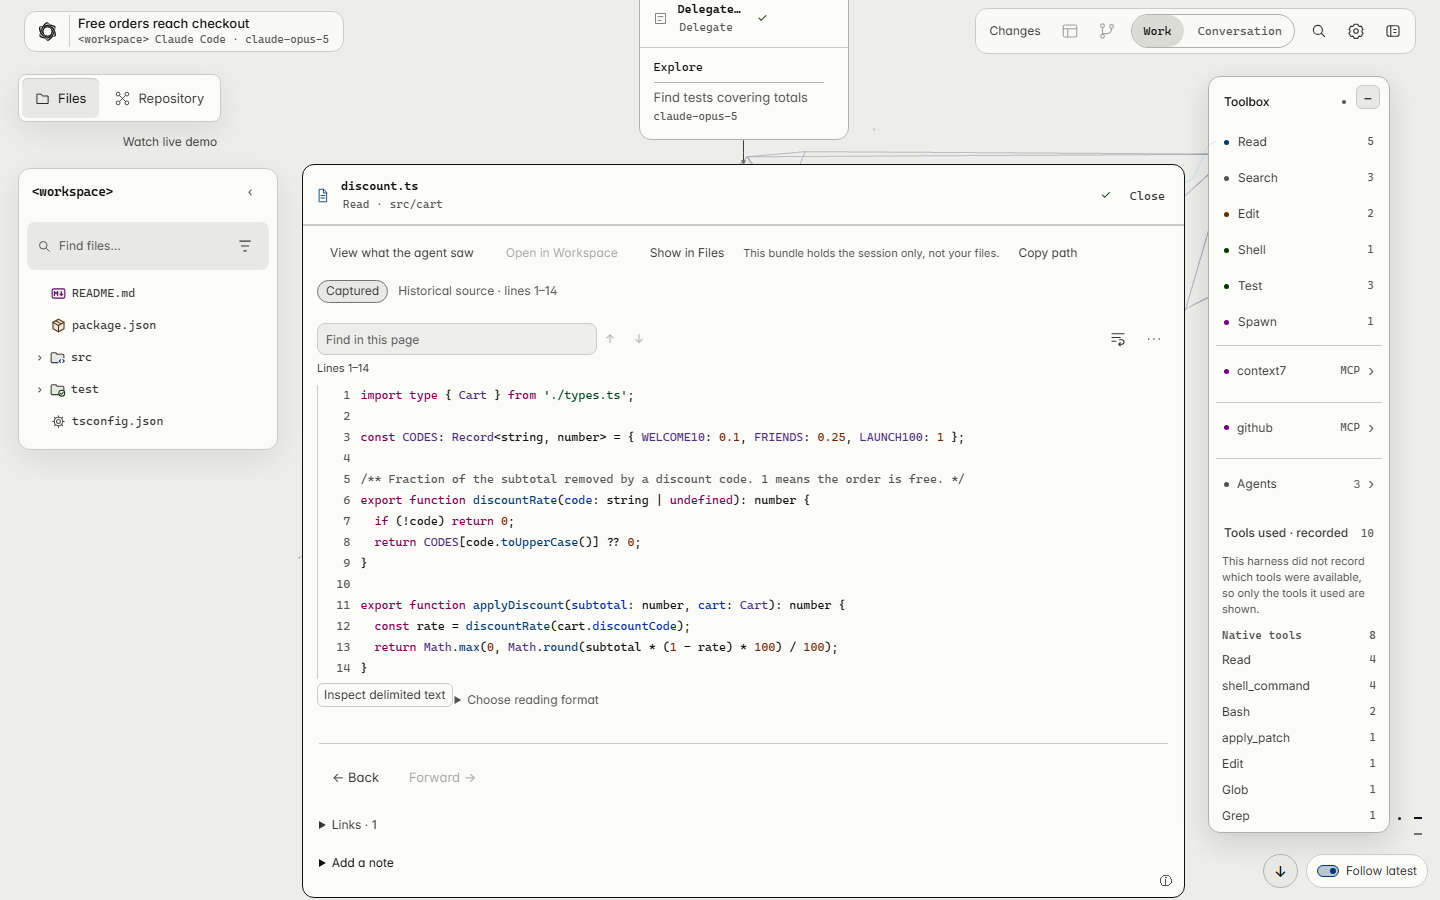 Free orders reach checkout
<workspace> Claude Code · claude-opus-5
Delegate…
Delegate
Explore
Find tests covering totals
claude-opus-5
Changes
Work
Conversation
Files
Repository
Watch live demo
<workspace>
Find files...
README.md
package.json
src
test
tsconfig.json
discount.ts
Read · src/cart
Close
View what the agent saw
Open in Workspace
Show in Files
This bundle holds the session only, not your files.
Copy path
Captured
Historical source · lines 1–14
Find in this page
Lines 1–14
1 import type { Cart } from './types.ts';
2
3 const CODES: Record<string, number> = { WELCOME10: 0.1, FRIENDS: 0.25, LAUNCH100: 1 };
4
5 /** Fraction of the subtotal removed by a discount code. 1 means the order is free. */
6 export function discountRate(code: string | undefined): number {
7   if (!code) return 0;
8   return CODES[code.toUpperCase()] ?? 0;
9 }
10
11 export function applyDiscount(subtotal: number, cart: Cart): number {
12   const rate = discountRate(cart.discountCode);
13   return Math.max(0, Math.round(subtotal * (1 - rate) * 100) / 100);
14 }
Inspect delimited text
Choose reading format
← Back
Forward →
Links · 1
Add a note
Toolbox
Read 5
Search 3
Edit 2
Shell 1
Test 3
Spawn 1
context7 MCP
github MCP
Agents 3
Tools used · recorded 10
This harness did not record
which tools were available,
so only the tools it used are
shown.
Native tools 8
Read 4
shell_command 4
Bash 2
apply_patch 1
Edit 1
Glob 1
Grep 1
Follow latest